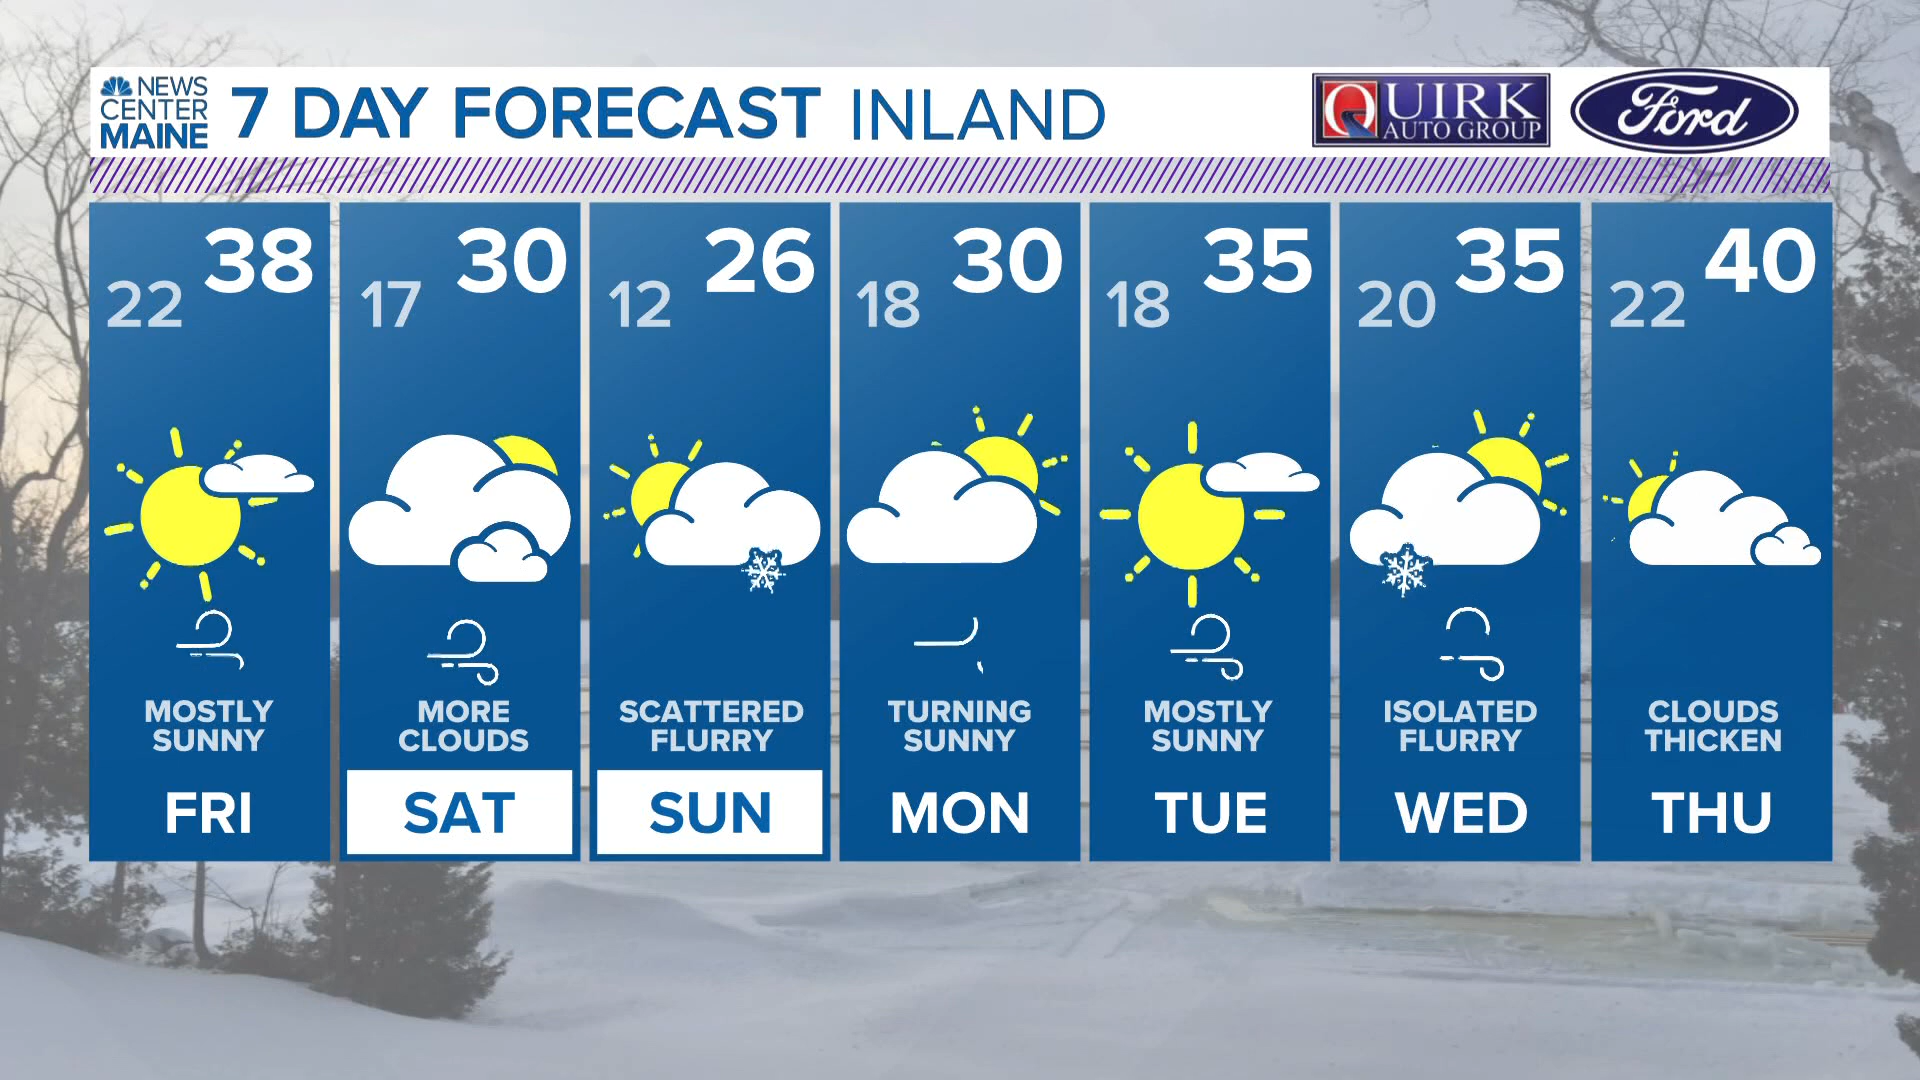 NEWS
CENTER
MAINE
7 DAY FORECAST INLAND
QUIRK
AUTO GROUP
Ford
22 38
MOSTLY
SUNNY
FRI
17 30
MORE
CLOUDS
SAT
12 26
SCATTERED
FLURRY
SUN
18 30
TURNING
SUNNY
MON
18 35
MOSTLY
SUNNY
TUE
20 35
ISOLATED
FLURRY
WED
22 40
CLOUDS
THICKEN
THU